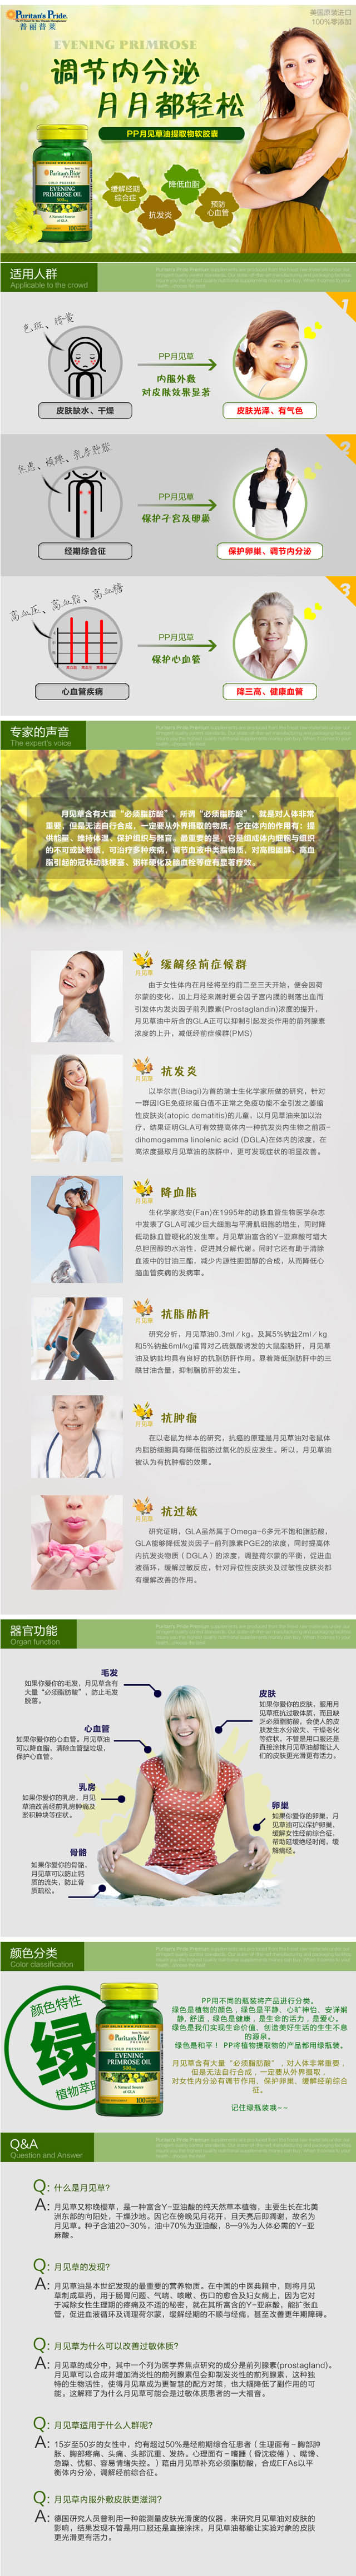 Puritan's Pride
普丽普莱
美国原装进口
100%零添加
EVENING PRIMROSE
调节内分泌
月月都轻松
PP月见草油提取物软胶囊
Puritan's Pride
COLD PRESSED
EVENING
PRIMROSE OIL
500mg
A Natural Source
of GLA
100
缓解经期
综合症
降低血脂
抗发炎
预防
心血管
适用人群
Applicable to the crowd
1
色斑、暗黄
PP月见草
内服外敷
对皮肤效果显著
皮肤缺水、干燥
皮肤光泽、有气色
2
PP月见草
保护子宫及卵巢
经期综合征
保护卵巢、调节内分泌
3
高血压、高血脂、高血糖
PP月见草
保护心血管
心血管疾病
降三高、健康血管
专家的声音
The expert's voice
月见草含有大量“必须脂肪酸”、所谓“必须脂肪酸”，就是对人体非常
重要，但是无法自行合成，一定要从外界摄取的物质，它在体内的作用有：提
供能量、维持体温、保护组织与器官。最重要的是，它是组成体内细胞与组织
的不可或缺物质，可治疗多种疾病，调节血液中类脂物质，对高胆固醇、高血
脂引起的冠状动脉梗塞、粥样硬化及脑血栓等症有显著疗效。
月见草
缓解经前症候群
由于女性体内在月经将至约前二至三天开始，便会因荷
尔蒙的变化，加上月经来潮时更会因子宫内膜的剥落出血而
引发体内发炎因子前列腺素(Prostaglandin)浓度的提升，
月见草油中所含的GLA正可以抑制引起发炎作用的前列腺素
浓度的上升，减低经前症候群(PMS)
月见草
抗发炎
以毕尔吉(Biagi)为首的瑞士生化学家所做的研究，针对
一群因IGE免疫球蛋白值不正常之免疫功能不全引发之萎缩
性皮肤炎(atopic dematitis)的儿童，以月见草油来加以治
疗，结果证明GLA可有效提高体内一种抗发炎内生物之前质-
dihomogamma linolenic acid (DGLA)在体内的浓度，在
高浓度摄取月见草油的族群中，更可发现症状的明显改善。
月见草
降血脂
生化学家范安(Fan)在1995年的动脉血管生物医学杂志
中发表了GLA可减少巨大细胞与平滑肌细胞的增生，同时降
低动脉血管硬化的发生率。月见草油富含的Y-亚麻酸可增大
总胆固醇的水溶性，促进其分解代谢。同时它还有助于清除
血液中的甘油三酯，减少内源性胆固醇的合成，从而降低心
脑血管疾病的发病率。
月见草
抗脂肪肝
研究分析，月见草油0.3ml／kg，及其5%钠盐2ml／kg
和5%钠盐6ml/kg灌胃对乙硫氨酸诱发的大鼠脂肪肝，月见草
油及钠盐均具有良好的抗脂肪肝作用。显着降低脂肪肝中的三
酰甘油含量，抑制脂肪肝的发生。
月见草
抗肿瘤
在以老鼠为样本的研究，抗癌的原理是月见草油对老鼠体
内脂肪细胞具有降低脂肪过氧化的反应发生。所以，月见草油
被认为有抗肿瘤的效果。
月见草
抗过敏
研究证明，GLA虽然属于Omega-6多元不饱和脂肪酸，
GLA能够降低发炎因子-前列腺素PGE2的浓度，同时提高体
内抗发炎物质（DGLA）的浓度，调整荷尔蒙的平衡，促进血
液循环，缓解过敏反应，针对异位性皮肤炎及过敏性皮肤炎都
有缓解改善的作用。
器官功能
Organ function
毛发
如果你爱你的毛发，月见草含有
大量“必须脂肪酸”，防止毛发
脱落。
皮肤
如果你爱你的皮肤，服用月
见草抵抗过敏体质，而且缺
乏必须脂肪酸，会使人的皮
肤发生水分散失、干燥老化
等症状，不管是用口服还是
直接涂抹月见草油都能让人
们的皮肤更光滑更有活力。
心血管
如果你爱你的心血管。月见草油
可以降血脂，清除血管壁垃圾，
保护心血管。
乳房
如果你爱你的乳房，月见
草油改善经前乳房肿痛及
淤积肿块等症状。
卵巢
如果你爱你的卵巢，月
见草油可以保护卵巢，
缓解女性经前综合征，
帮助延缓绝经时间，缓
解痛经。
骨骼
如果你爱你的骨骼，
月见草可以防止钙
质的流失，防止骨
质疏松。
颜色分类
Color classification
颜色特性
绿
植物萃取
Puritan's Pride
COLD PRESSED
EVENING
PRIMROSE OIL
500mg
A Natural Source
of GLA
100
PP用不同的瓶装将产品进行分类。
绿色是植物的颜色，绿色是平静、心旷神怡、安详娴
静, 舒适，绿色是健康，是生命的活力，是爱心。
绿色是我们实现生命价值、创造美好生活的生生不息
的源泉。
绿色是和平！ PP将植物提取物的产品都用绿瓶装。
月见草含有大量“必须脂肪酸”，对人体非常重要，
但是无法自行合成，一定要从外界摄取，
对女性内分泌有调节作用、保护卵巢、缓解经前综合
征。
记住绿瓶装哦~~
Q&A
Question and Answer
Q: 什么是月见草?
A: 月见草又称晚樱草，是一种富含Y-亚油酸的纯天然草本植物，主要生长在北美
洲东部的向阳处，干燥沙地。因它在傍晚见月花开，且天亮后即凋谢，故名为
月见草。种子含油20~30%，油中70%为亚油酸，8—9%为人体必需的Y-亚
麻酸。
Q: 月见草的发现?
A: 月见草油是本世纪发现的最重要的营养物质。在中国的中医典籍中，则将月见
草制成草药，用于肠胃问题、气喘、咳嗽、伤口的愈合及妇女病上，因为它对
于减除女性生理期的疼痛及不适的秘密，就在其所富含的Y-亚麻酸，能扩张血
管，促进血液循环及调理荷尔蒙，缓解经期的不顺与经痛，甚至改善更年期障碍。
Q: 月见草为什么可以改善过敏体质?
A: 月见草的成分中，其中一个列为医学界焦点研究的成分是前列腺素(prostagland)。
月见草可以合成并增加消炎性的前列腺素但会抑制发炎性的前列腺素，这种独
特的生物活性，使得月见草成为更智慧的配方对策，也大幅降低了副作用的可
能。这解释了为什么月见草可能会是过敏体质患者的一大福音。
Q: 月见草适用于什么人群呢?
A: 15岁至50岁的女性中，约有超过50%是经前期综合征患者（生理面有－胸部肿
胀、胸部疼痛、头痛、头部沉重、发热。心理面有－嗜睡（昏沈疲倦）、嘴馋、
急躁、忧郁、容易情绪失控。）藉由月见草补充必须脂肪酸，合成EFAs以平
衡体内分泌，调解经前综合征。
Q: 月见草内服外敷皮肤更滋润?
A: 德国研究人员曾利用一种能测量皮肤光滑度的仪器，来研究月见草油对皮肤的
影响，结果发现不管是用口服还是直接涂抹，月见草油都能让实验对象的皮肤
更光滑更有活力。